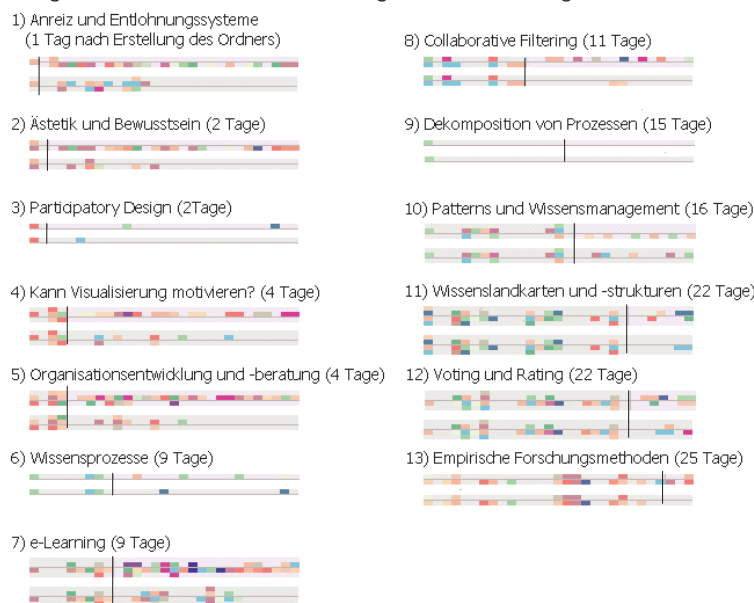 1) Anreiz und Entlohnungssysteme
(1 Tag nach Erstellung des Ordners)
2) Ästetik und Bewusstsein (2 Tage)
3) Participatory Design (2Tage)
4) Kann Visualisierung motivieren? (4 Tage)
5) Organisationsentwicklung und -beratung (4 Tage)
6) Wissensprozesse (9 Tage)
7) e-Learning (9 Tage)
8) Collaborative Filtering (11 Tage)
9) Dekomposition von Prozessen (15 Tage)
10) Patterns und Wissensmanagement (16 Tage)
11) Wissenslandkarten und -strukturen (22 Tage)
12) Voting und Rating (22 Tage)
13) Empirische Forschungsmethoden (25 Tage)